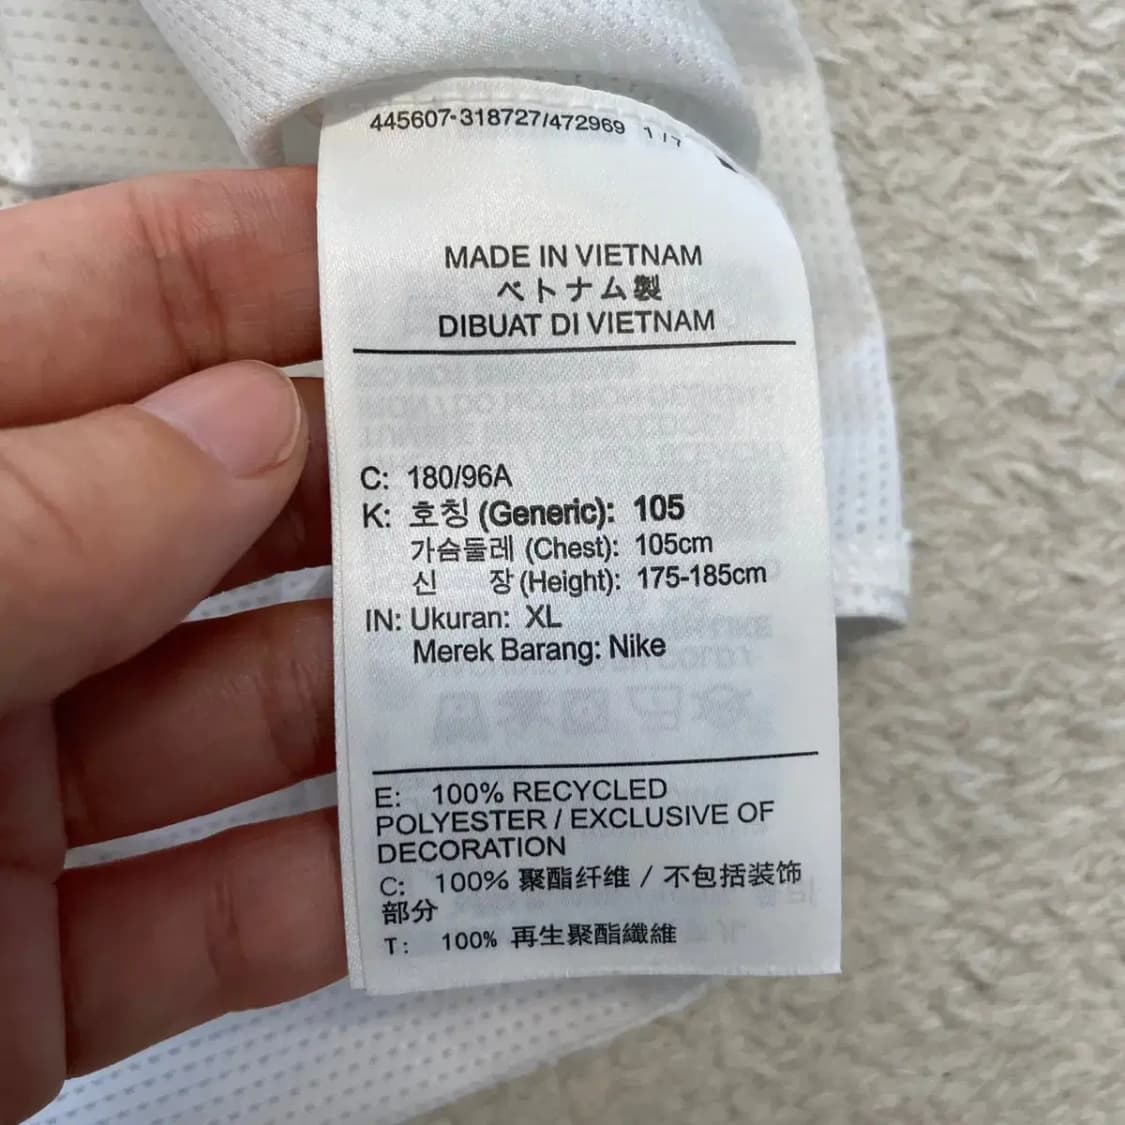 445607-318727/472969 1/7
MADE IN VIETNAM
ベトナム製
DIBUAT DI VIETNAM
C: 180/96A
K: 호칭 (Generic): 105
가슴둘레 (Chest): 105cm
신 장 (Height): 175-185cm
IN: Ukuran: XL
Merek Barang: Nike
E: 100% RECYCLED
POLYESTER / EXCLUSIVE OF
DECORATION
C: 100% 聚酯纤维 / 不包括装饰
部分
T: 100% 再生聚酯纖維